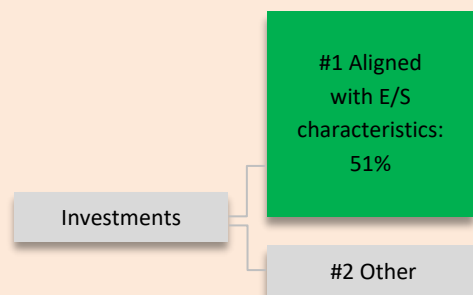 #1 Aligned
with E/S
characteristics:
51%
Investments
#2 Other